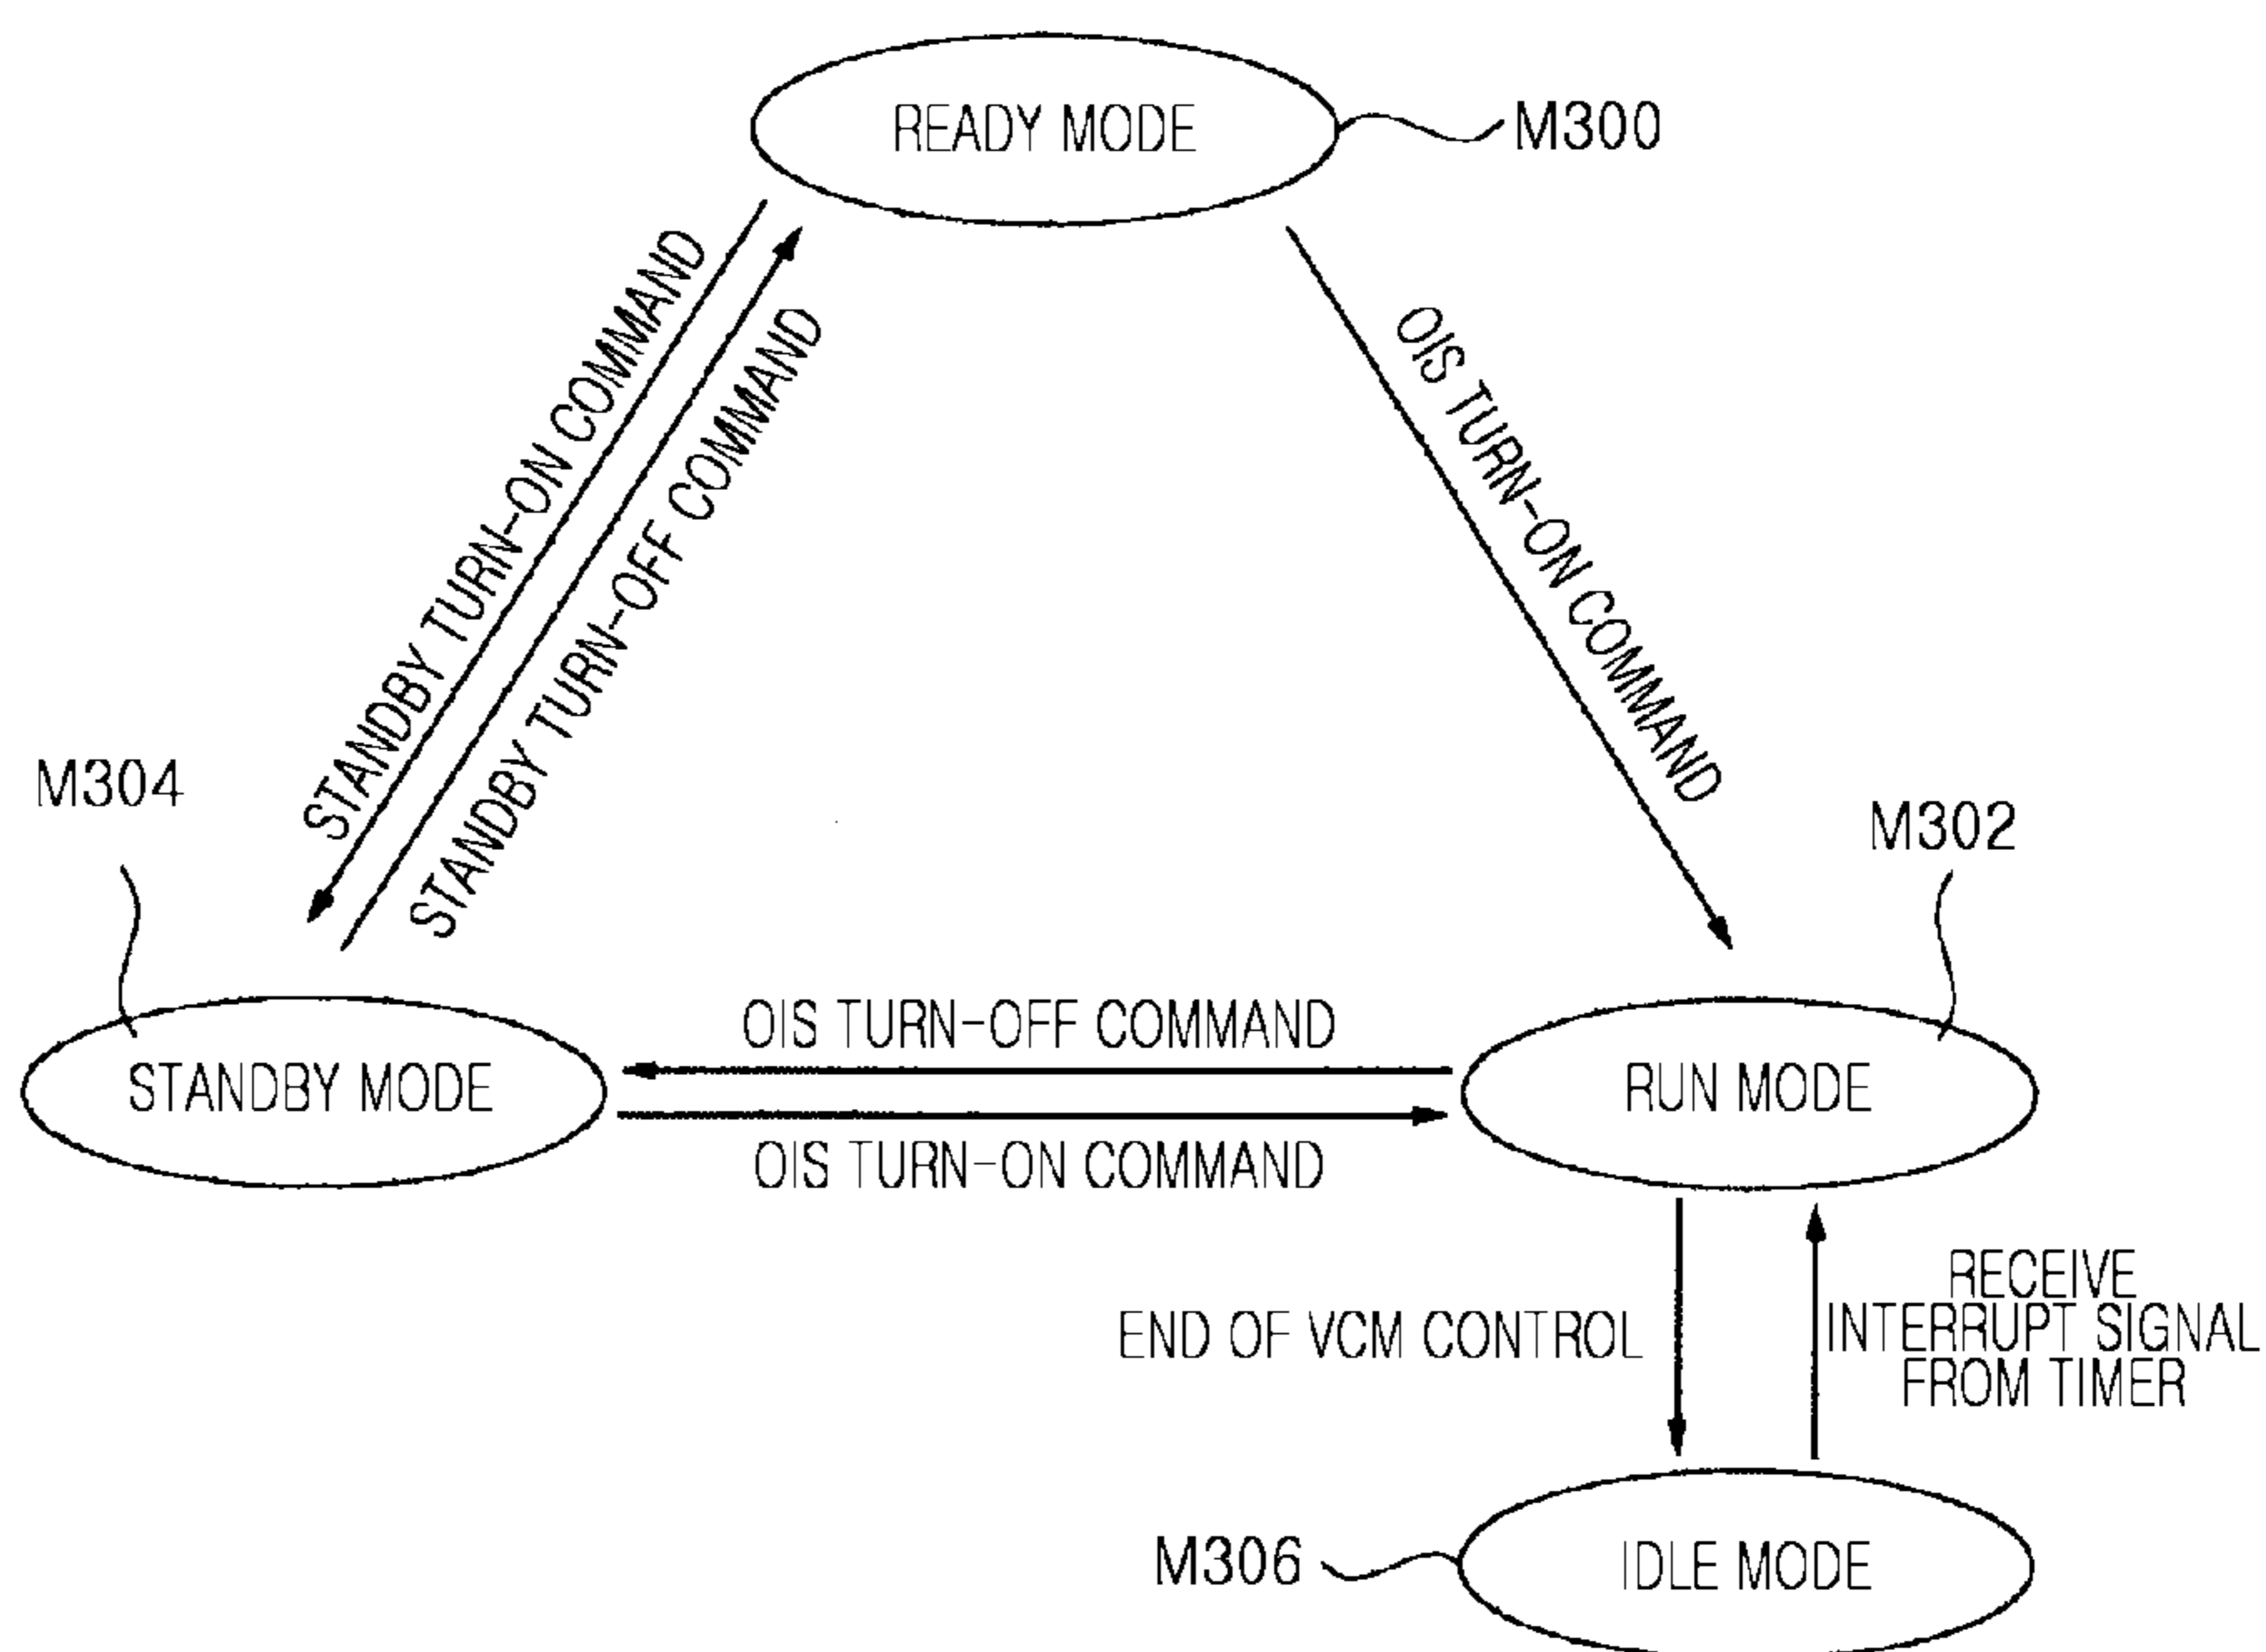 READY MODE
M300
STANDBY TURN-ON COMMAND
STANDBY TURN-OFF COMMAND
OIS TURN-ON COMMAND
M304
M302
STANDBY MODE
OIS TURN-OFF COMMAND
OIS TURN-ON COMMAND
RUN MODE
END OF VCM CONTROL
RECEIVE
INTERRUPT SIGNAL
FROM TIMER
M306
IDLE MODE